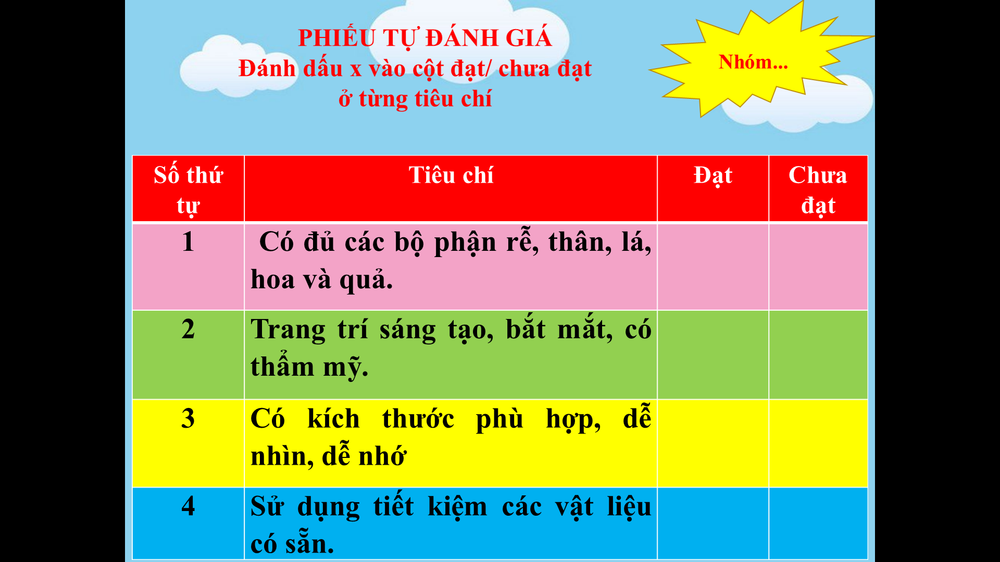 PHIẾU TỰ ĐÁNH GIÁ
Đánh dấu x vào cột đạt/ chưa đạt
ở từng tiêu chí
Nhóm...
Số thứ
tự
Tiêu chí
Đạt
Chưa
đạt
1
Có đủ các bộ phận rễ, thân, lá,
hoa và quả.
2
Trang trí sáng tạo, bắt mắt, có
thẩm mỹ.
3
Có kích thước phù hợp, dễ
nhìn, dễ nhớ
4
Sử dụng tiết kiệm các vật liệu
có sẵn.